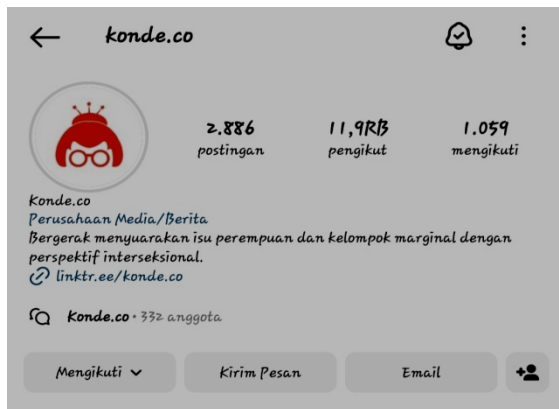 konde.co
2.886 11,9RB 1.059
postingan pengikut mengikuti
Konde.co
Perusahaan Media/Berita
Bergerak menyuarakan isu perempuan dan kelompok marginal dengan
perspektif interseksional.
linktr.ee/konde.co
Konde.co • 332 anggota
Mengikuti Kirim Pesan Email